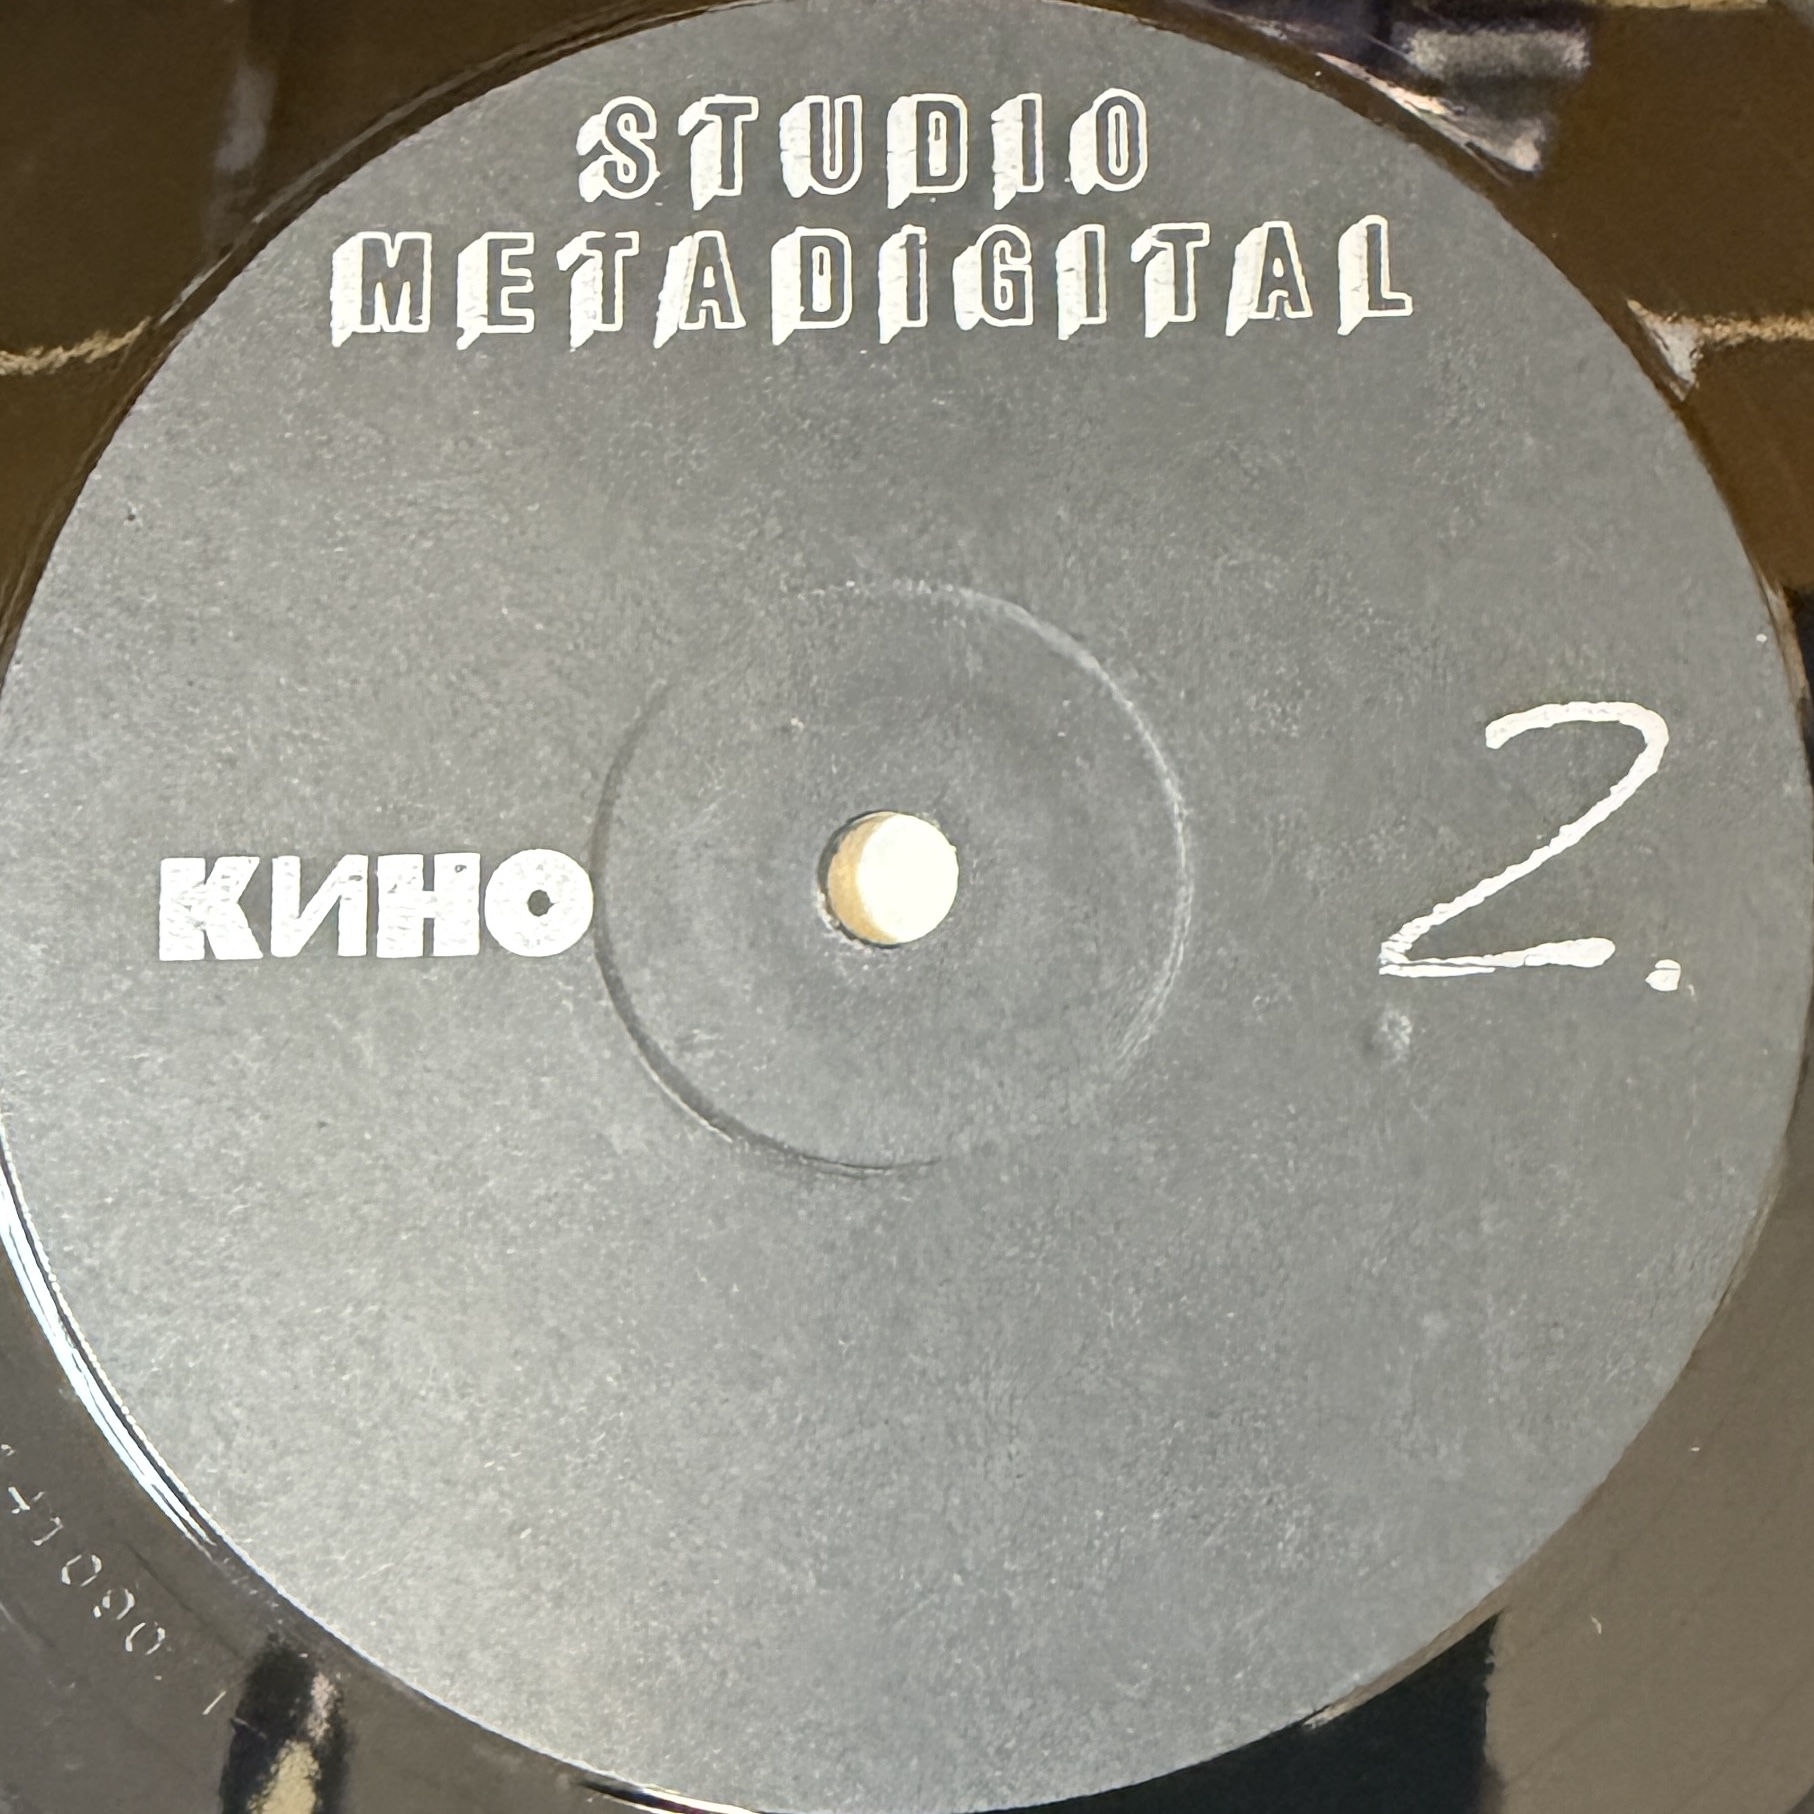 STUDIO
METADIGITAL
КИНО
2.